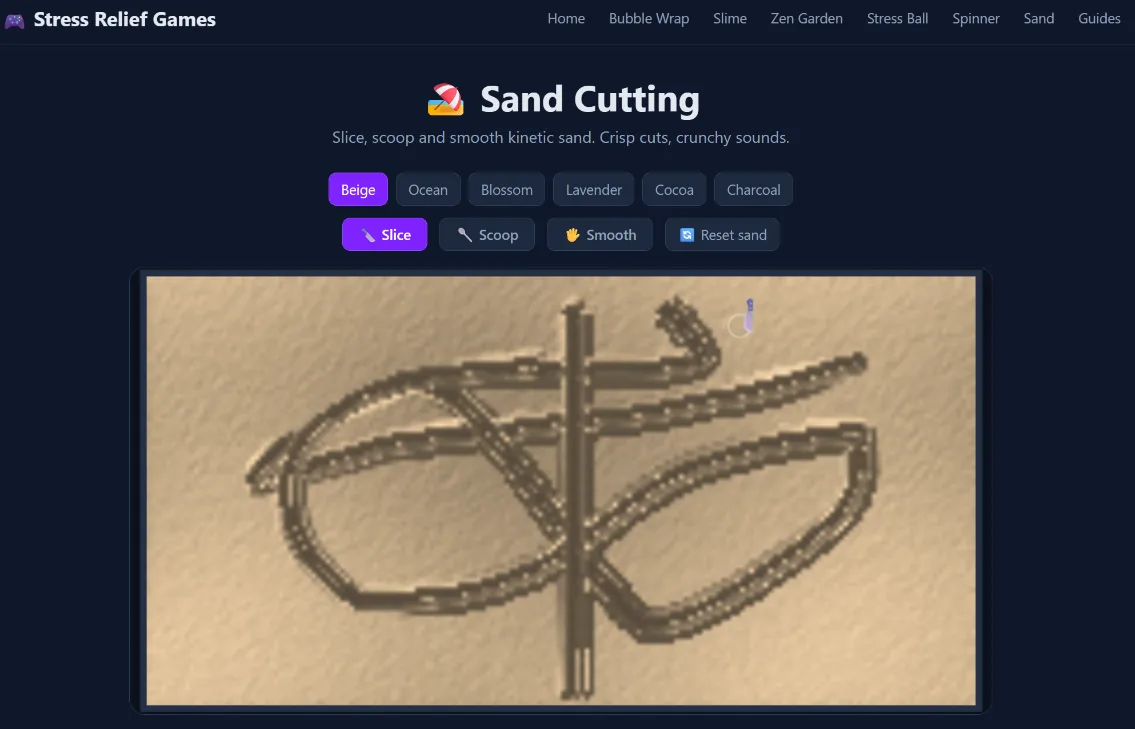 Stress Relief Games
Home Bubble Wrap Slime Zen Garden Stress Ball Spinner Sand Guides
Sand Cutting
Slice, scoop and smooth kinetic sand. Crisp cuts, crunchy sounds.
Beige Ocean Blossom Lavender Cocoa Charcoal
Slice Scoop Smooth Reset sand